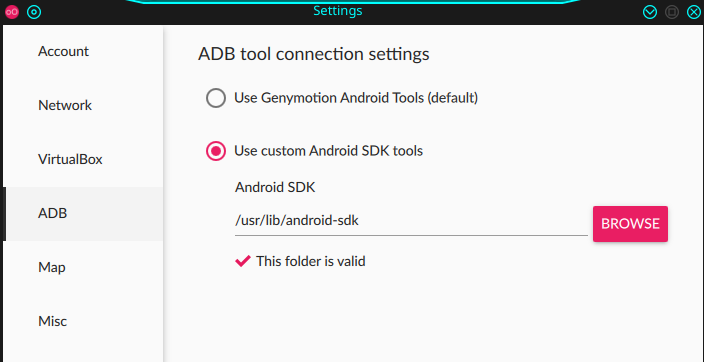 Settings
Account
Network
VirtualBox
ADB
Map
Misc
ADB tool connection settings
Use Genymotion Android Tools (default)
Use custom Android SDK tools
Android SDK
/usr/lib/android-sdk
BROWSE
This folder is valid